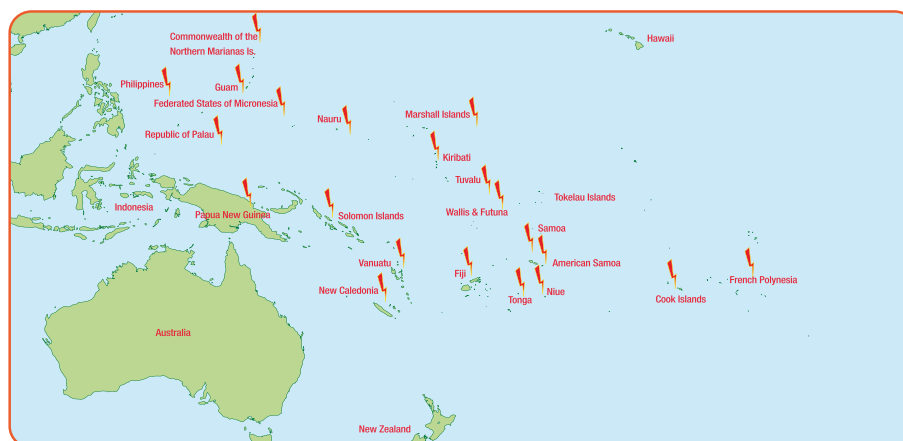 Commonwealth of the
Northern Marianas Is.
Hawaii
Philippines
Guam
Federated States of Micronesia
Nauru
Marshall Islands
Republic of Palau
Kiribati
Tuvalu
Tokelau Islands
Indonesia
Papua New Guinea
Solomon Islands
Wallis & Futuna
Samoa
Vanuatu
Fiji
American Samoa
New Caledonia
Tonga
Niue
Cook Islands
French Polynesia
Australia
New Zealand